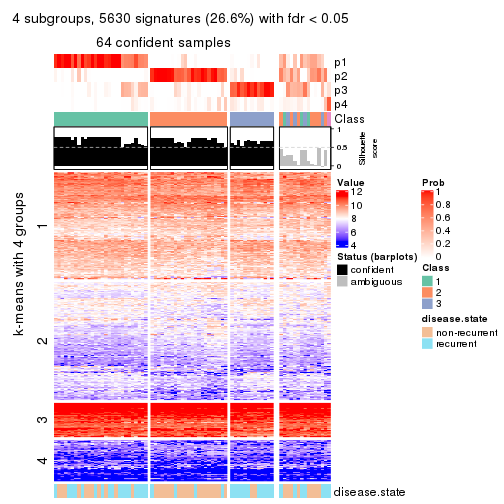 4 subgroups, 5630 signatures (26.6%) with fdr < 0.05
64 confident samples
p1
p2
p3
p4
Class
1
0.5
0
Silhouette
score
k-means with 4 groups
1
2
3
4
disease.state
Value
12
10
8
6
4
Status (barplots)
confident
ambiguous
Prob
1
0.8
0.6
0.4
0.2
0
Class
1
2
3
disease.state
non-recurrent
recurrent